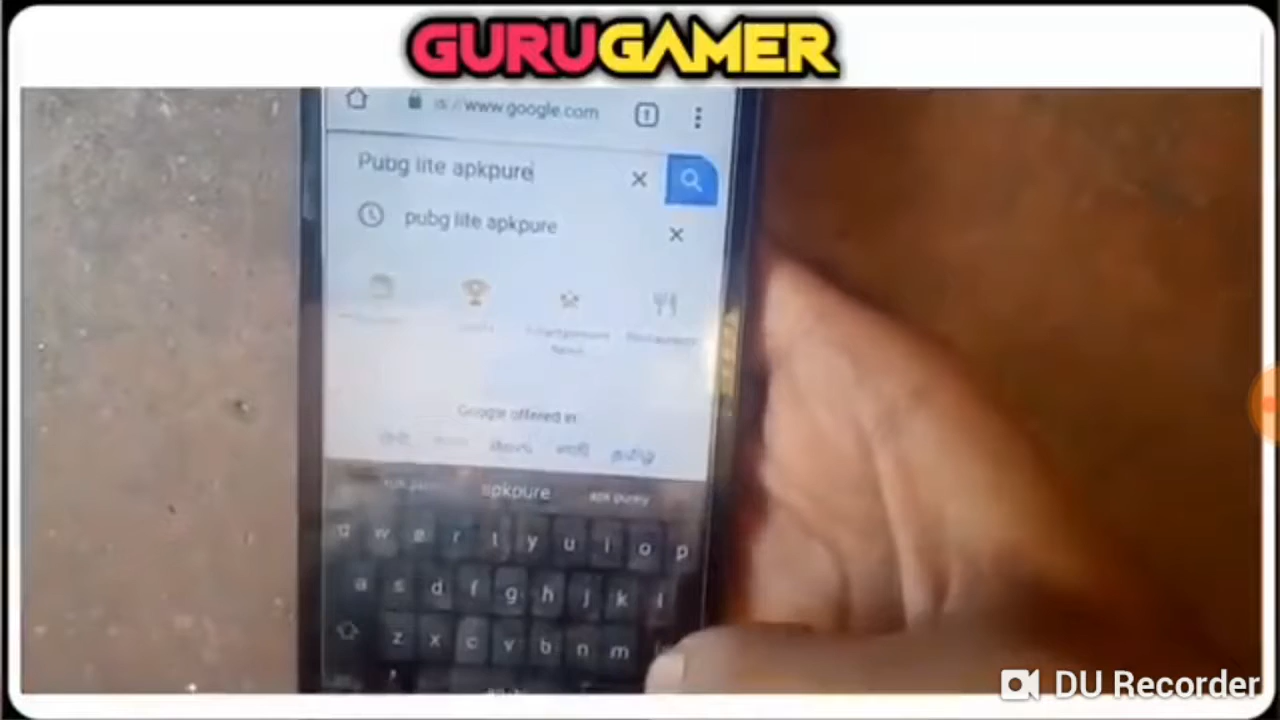 GURUGAMER
www.google.com
Pubg lite apkpure
pubg lite apkpure
Google offered in
apkpure
q w e r t y u i o p
a s d f g h j k l
z x c v b n m
DU Recorder